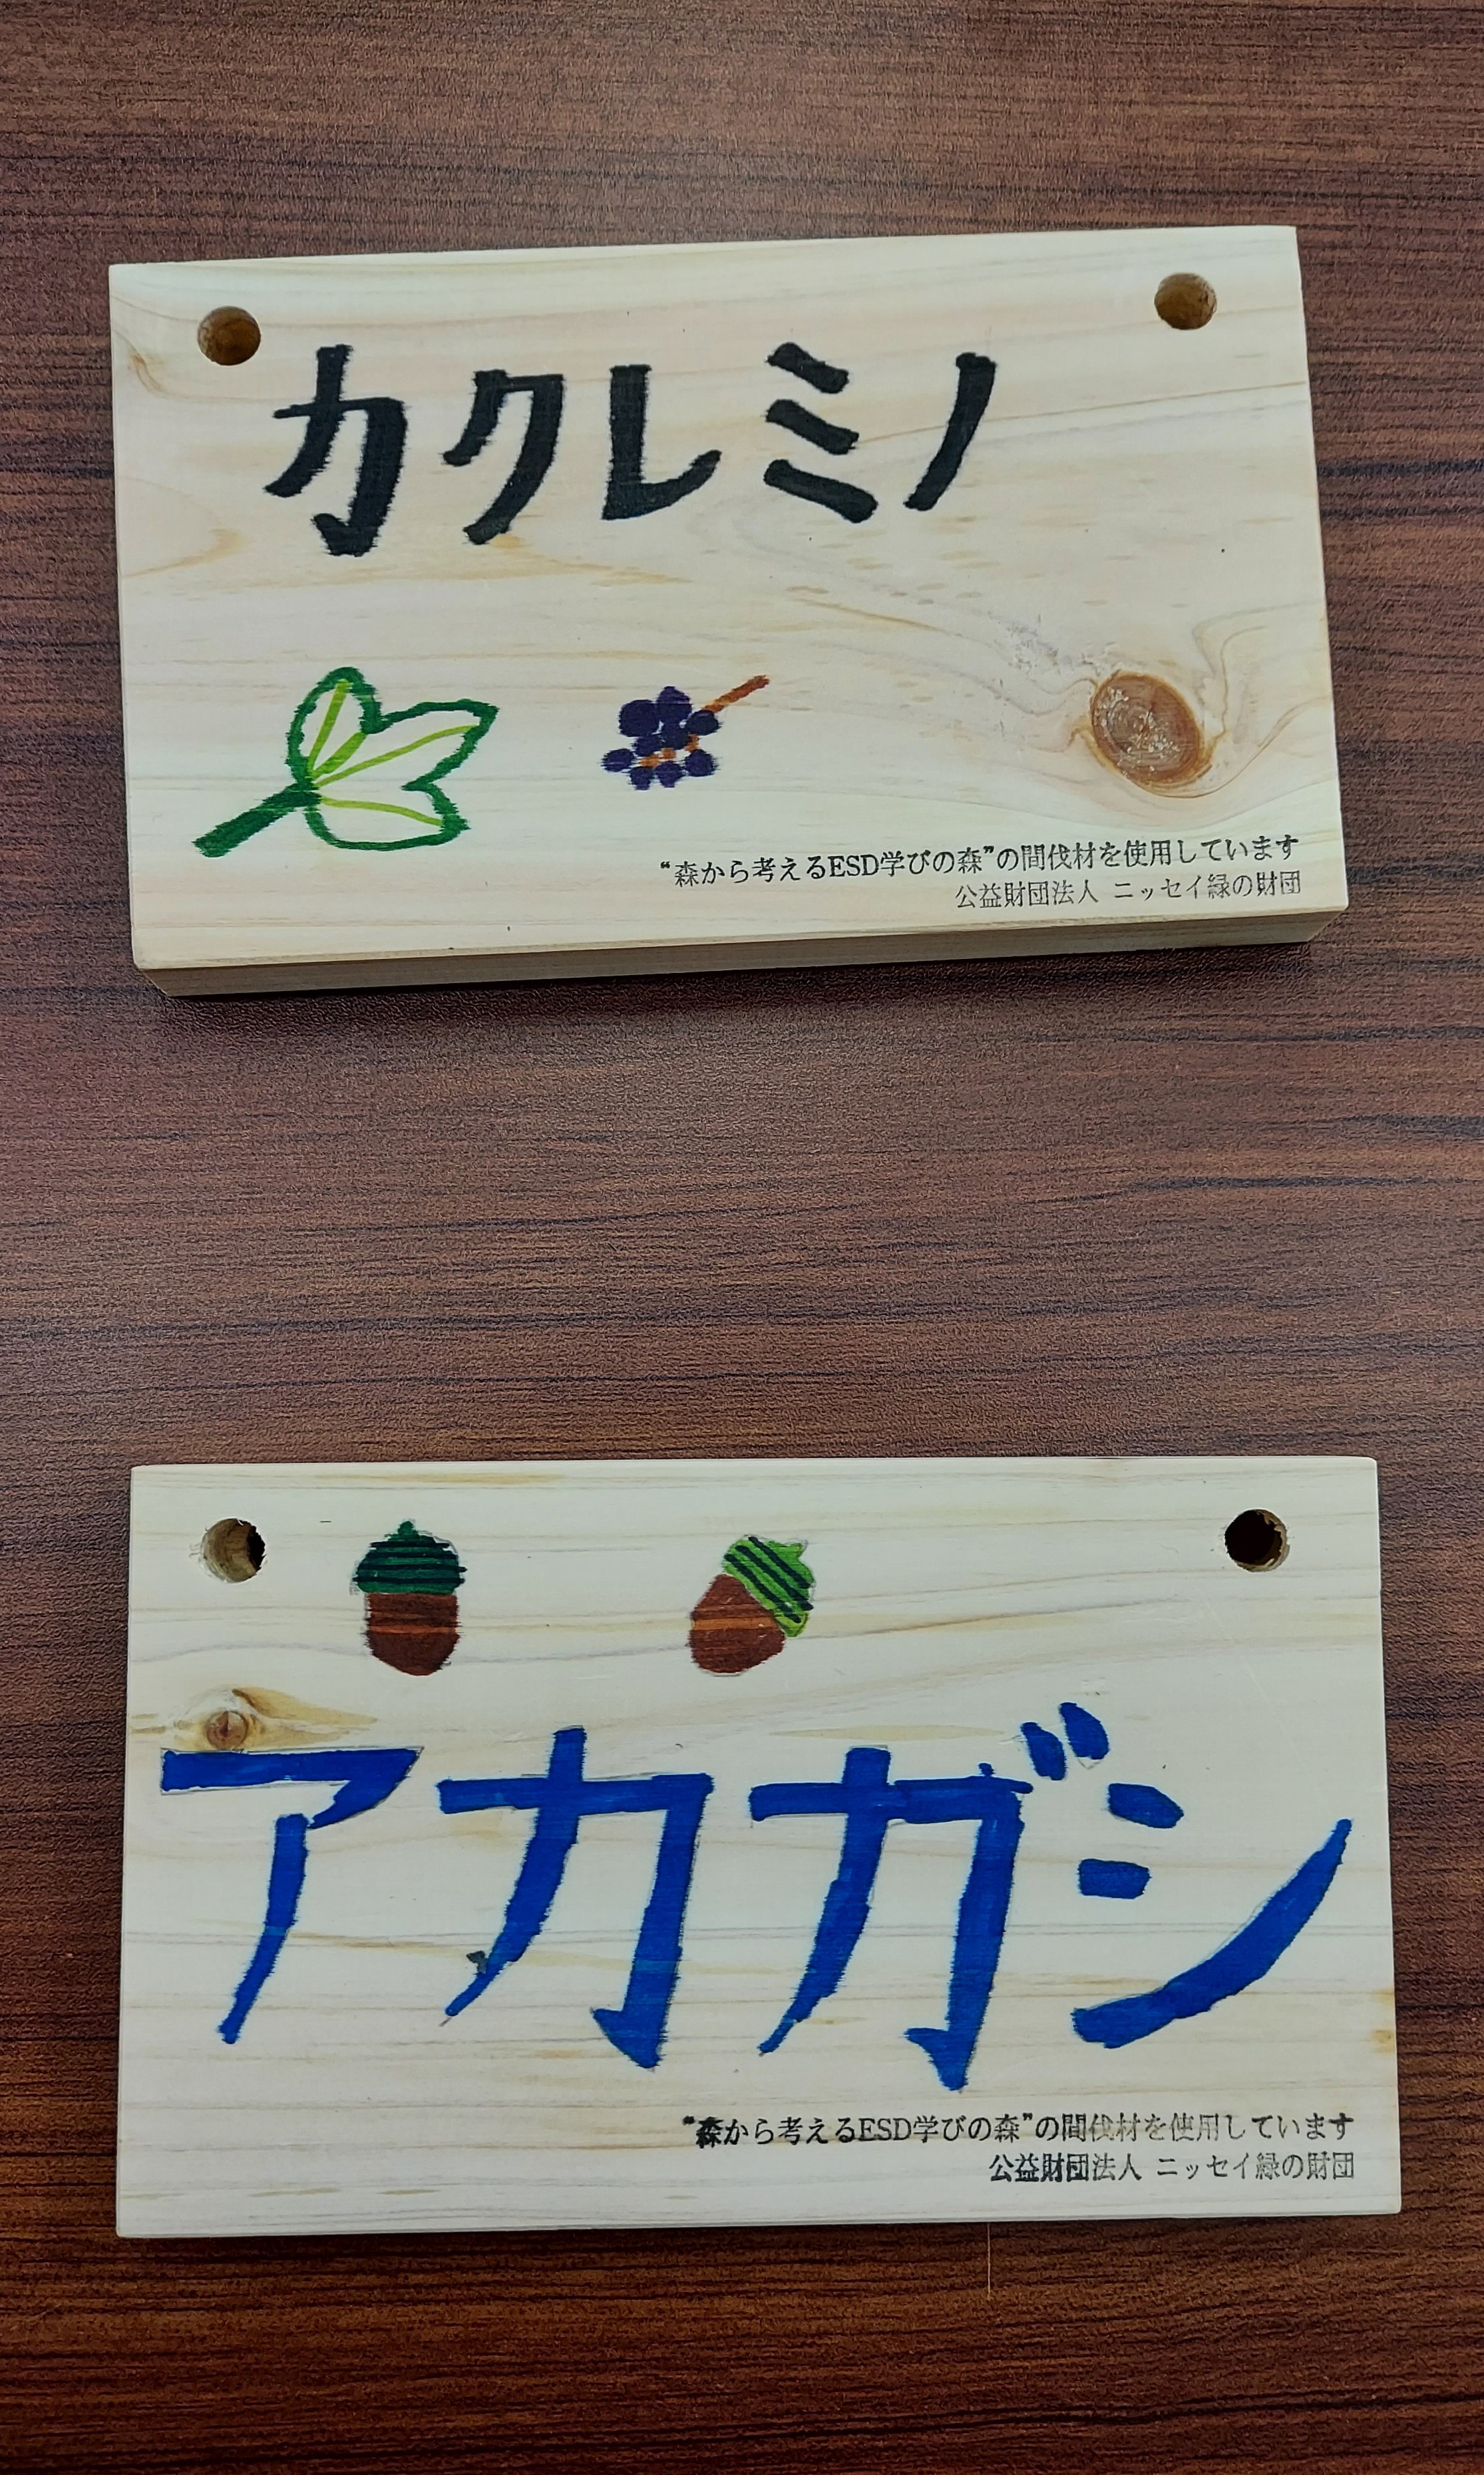 カクレミノ
“森から考えるESD学びの森”の間伐材を使用しています
公益財団法人 ニッセイ緑の財団
アカガシ
“森から考えるESD学びの森”の間伐材を使用しています
公益財団法人 ニッセイ緑の財団